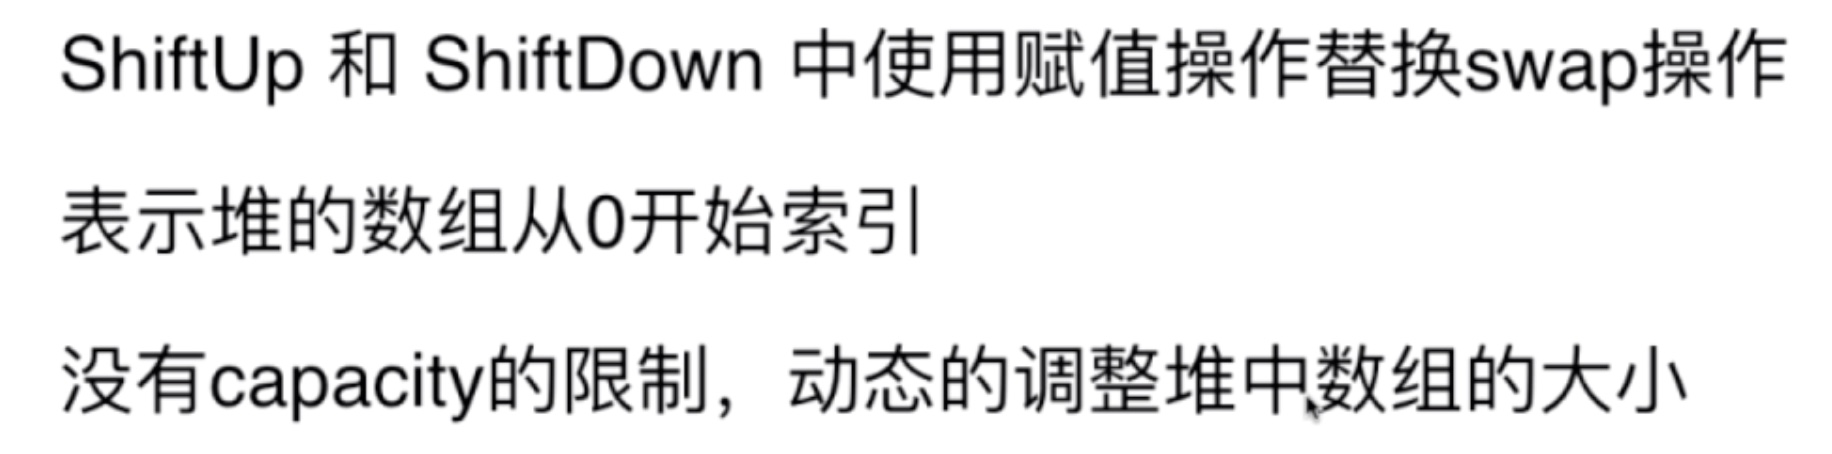 ShiftUp 和 ShiftDown 中使用赋值操作替换swap操作
表示堆的数组从0开始索引
没有capacity的限制，动态的调整堆中数组的大小